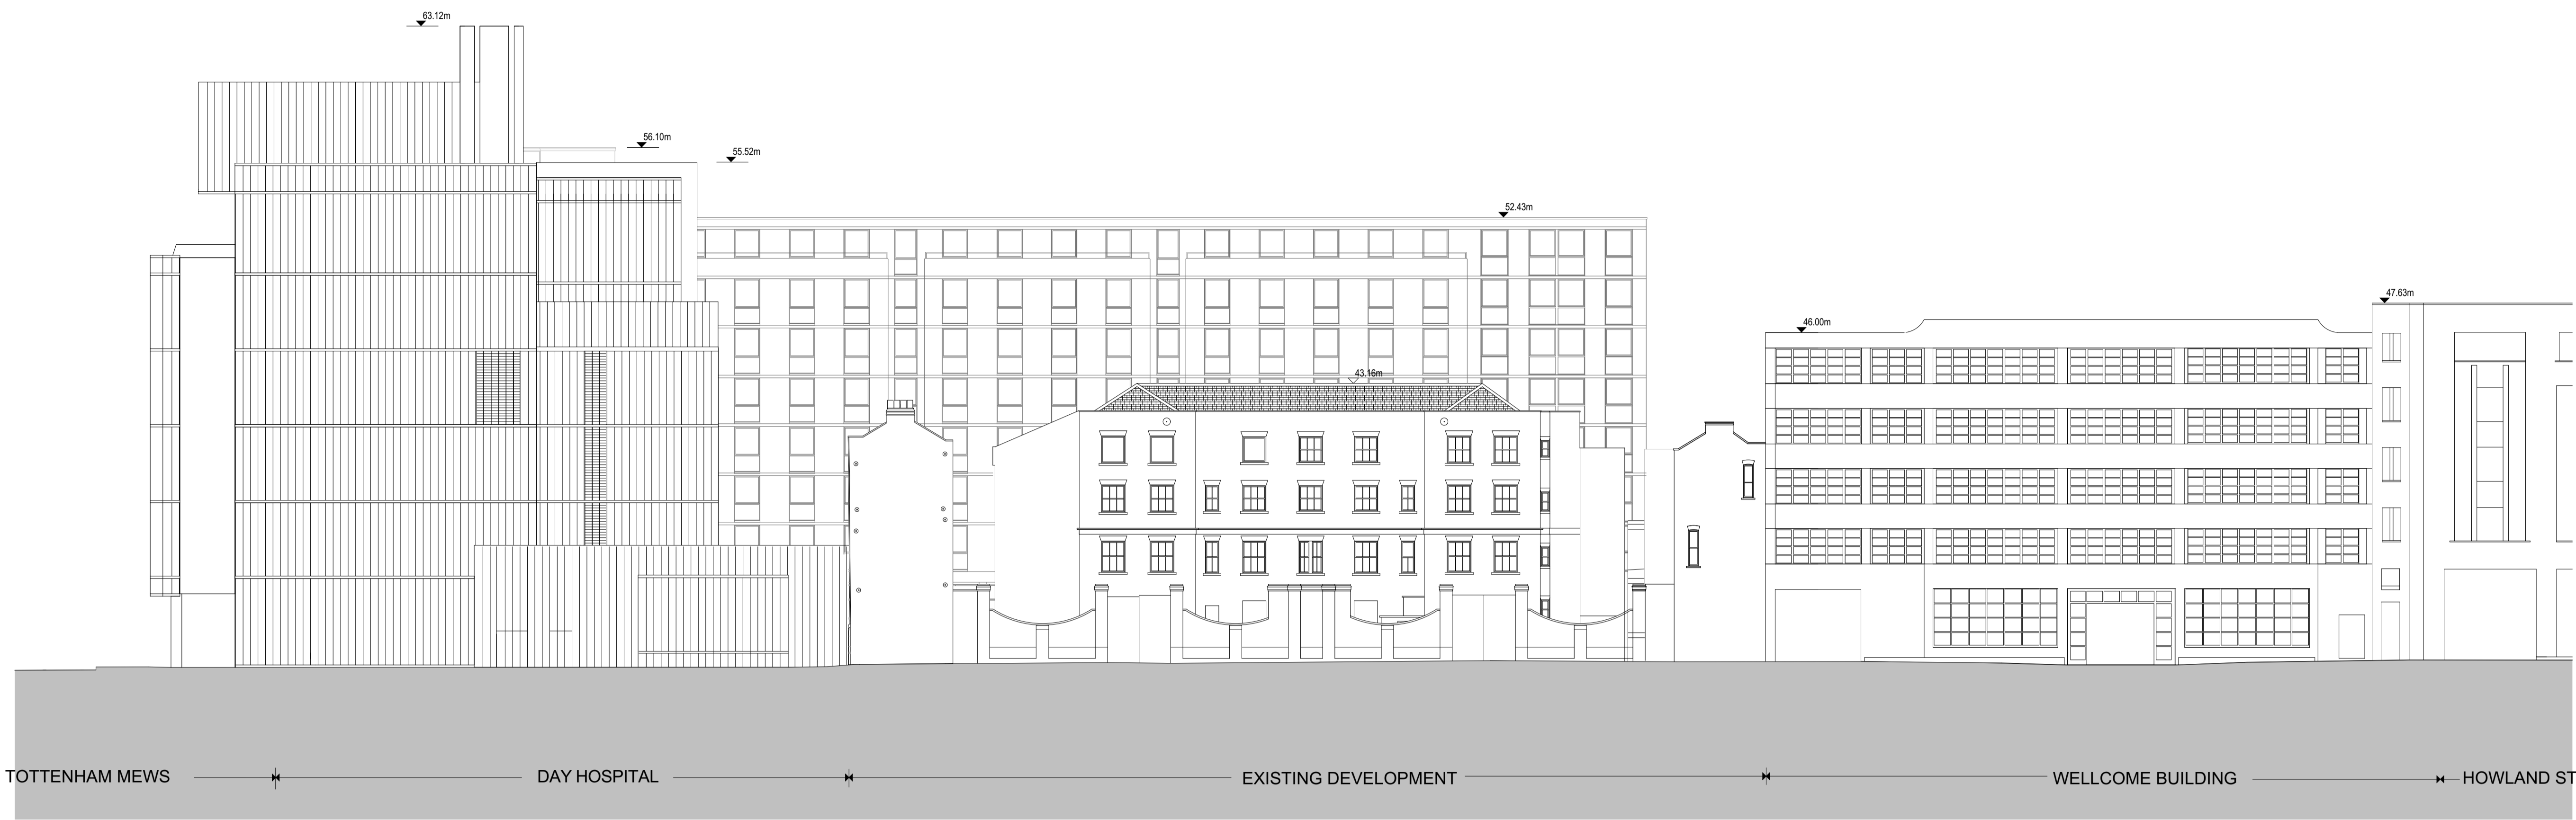 63.12m
56.10m
55.52m
52.43m
47.63m
46.00m
43.16m
TOTTENHAM MEWS
DAY HOSPITAL
EXISTING DEVELOPMENT
WELLCOME BUILDING
HOWLAND ST